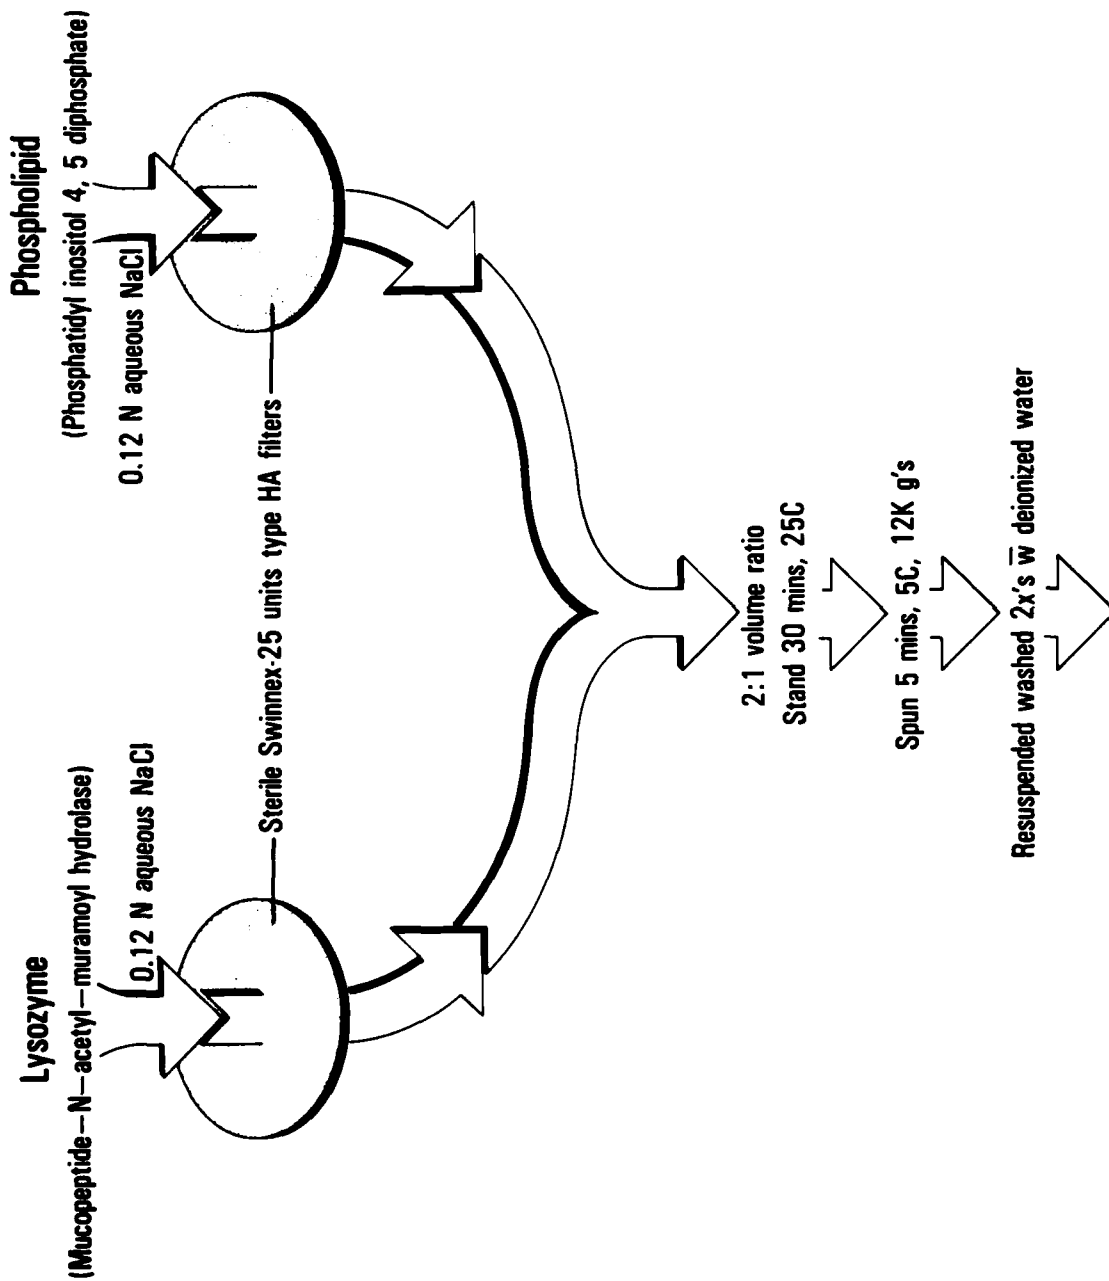 Lysozyme
(Mucopeptide—N—acetyl—muramoyl hydrolase)
0.12 N aqueous NaCl
Phospholipid
(Phosphatidyl inositol 4, 5 diphosphate)
0.12 N aqueous NaCl
Sterile Swinnex-25 units type HA filters
2:1 volume ratio
Stand 30 mins, 25C
Spun 5 mins, 5C, 12K g's
Resuspended washed 2x's w̅ deionized water